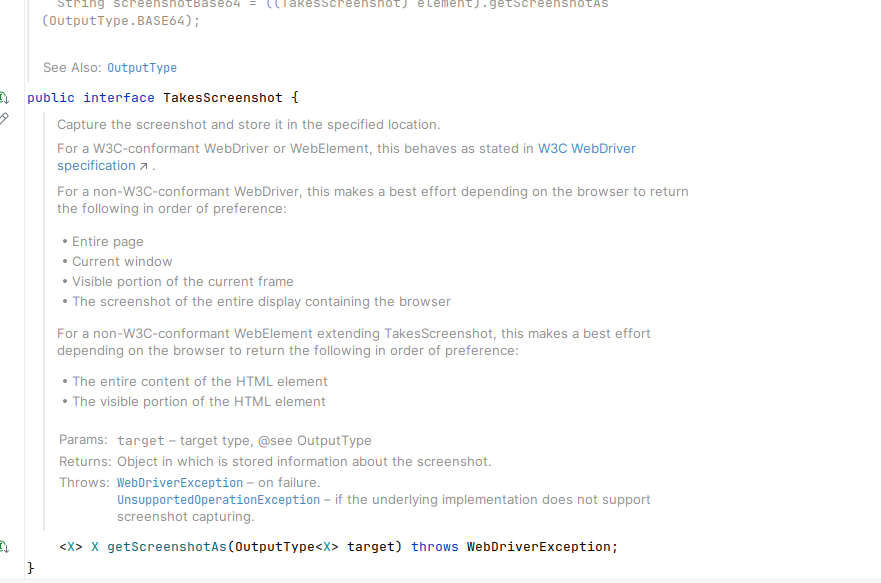 String screenshotBase64 = ((TakesScreenshot) element).getScreenshotAs
(OutputType.BASE64);
See Also: OutputType
public interface TakesScreenshot {
Capture the screenshot and store it in the specified location.
For a W3C-conformant WebDriver or WebElement, this behaves as stated in W3C WebDriver
specification ↗ .
For a non-W3C-conformant WebDriver, this makes a best effort depending on the browser to return
the following in order of preference:
• Entire page
• Current window
• Visible portion of the current frame
• The screenshot of the entire display containing the browser
For a non-W3C-conformant WebElement extending TakesScreenshot, this makes a best effort
depending on the browser to return the following in order of preference:
• The entire content of the HTML element
• The visible portion of the HTML element
Params: target – target type, @see OutputType
Returns: Object in which is stored information about the screenshot.
Throws: WebDriverException – on failure.
UnsupportedOperationException – if the underlying implementation does not support
screenshot capturing.
<X> X getScreenshotAs(OutputType<X> target) throws WebDriverException;
}